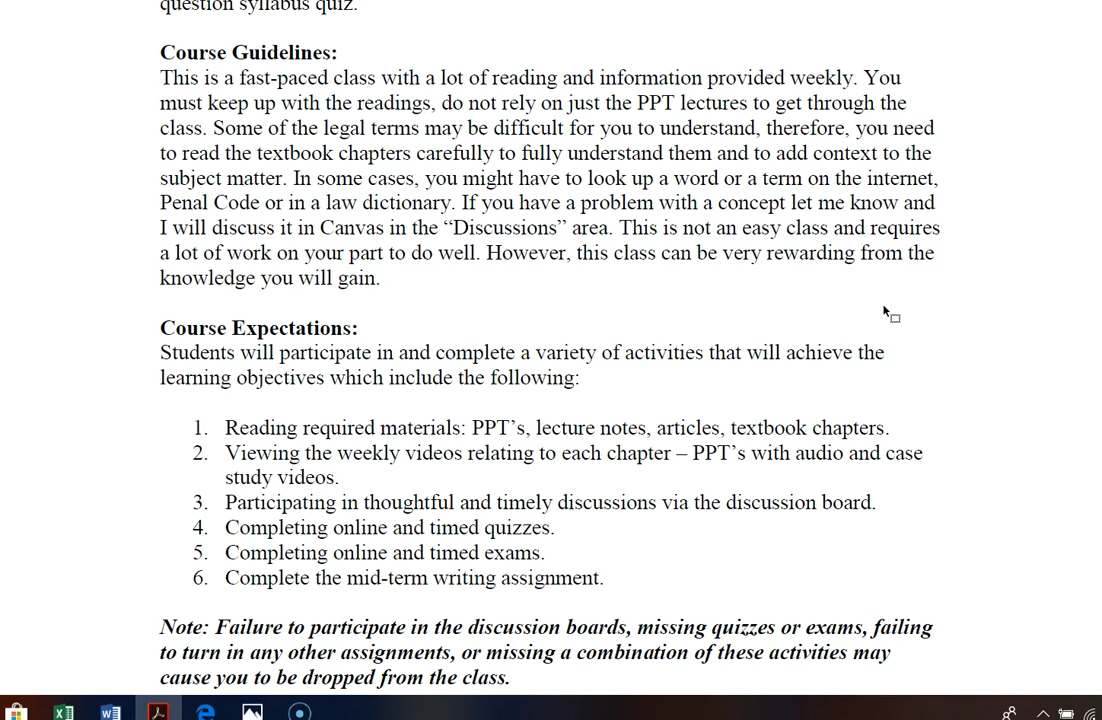 question syllabus quiz.
Course Guidelines:
This is a fast-paced class with a lot of reading and information provided weekly. You
must keep up with the readings, do not rely on just the PPT lectures to get through the
class. Some of the legal terms may be difficult for you to understand, therefore, you need
to read the textbook chapters carefully to fully understand them and to add context to the
subject matter. In some cases, you might have to look up a word or a term on the internet,
Penal Code or in a law dictionary. If you have a problem with a concept let me know and
I will discuss it in Canvas in the “Discussions” area. This is not an easy class and requires
a lot of work on your part to do well. However, this class can be very rewarding from the
knowledge you will gain.
Course Expectations:
Students will participate in and complete a variety of activities that will achieve the
learning objectives which include the following:
1. Reading required materials: PPT’s, lecture notes, articles, textbook chapters.
2. Viewing the weekly videos relating to each chapter – PPT’s with audio and case
study videos.
3. Participating in thoughtful and timely discussions via the discussion board.
4. Completing online and timed quizzes.
5. Completing online and timed exams.
6. Complete the mid-term writing assignment.
Note: Failure to participate in the discussion boards, missing quizzes or exams, failing
to turn in any other assignments, or missing a combination of these activities may
cause you to be dropped from the class.